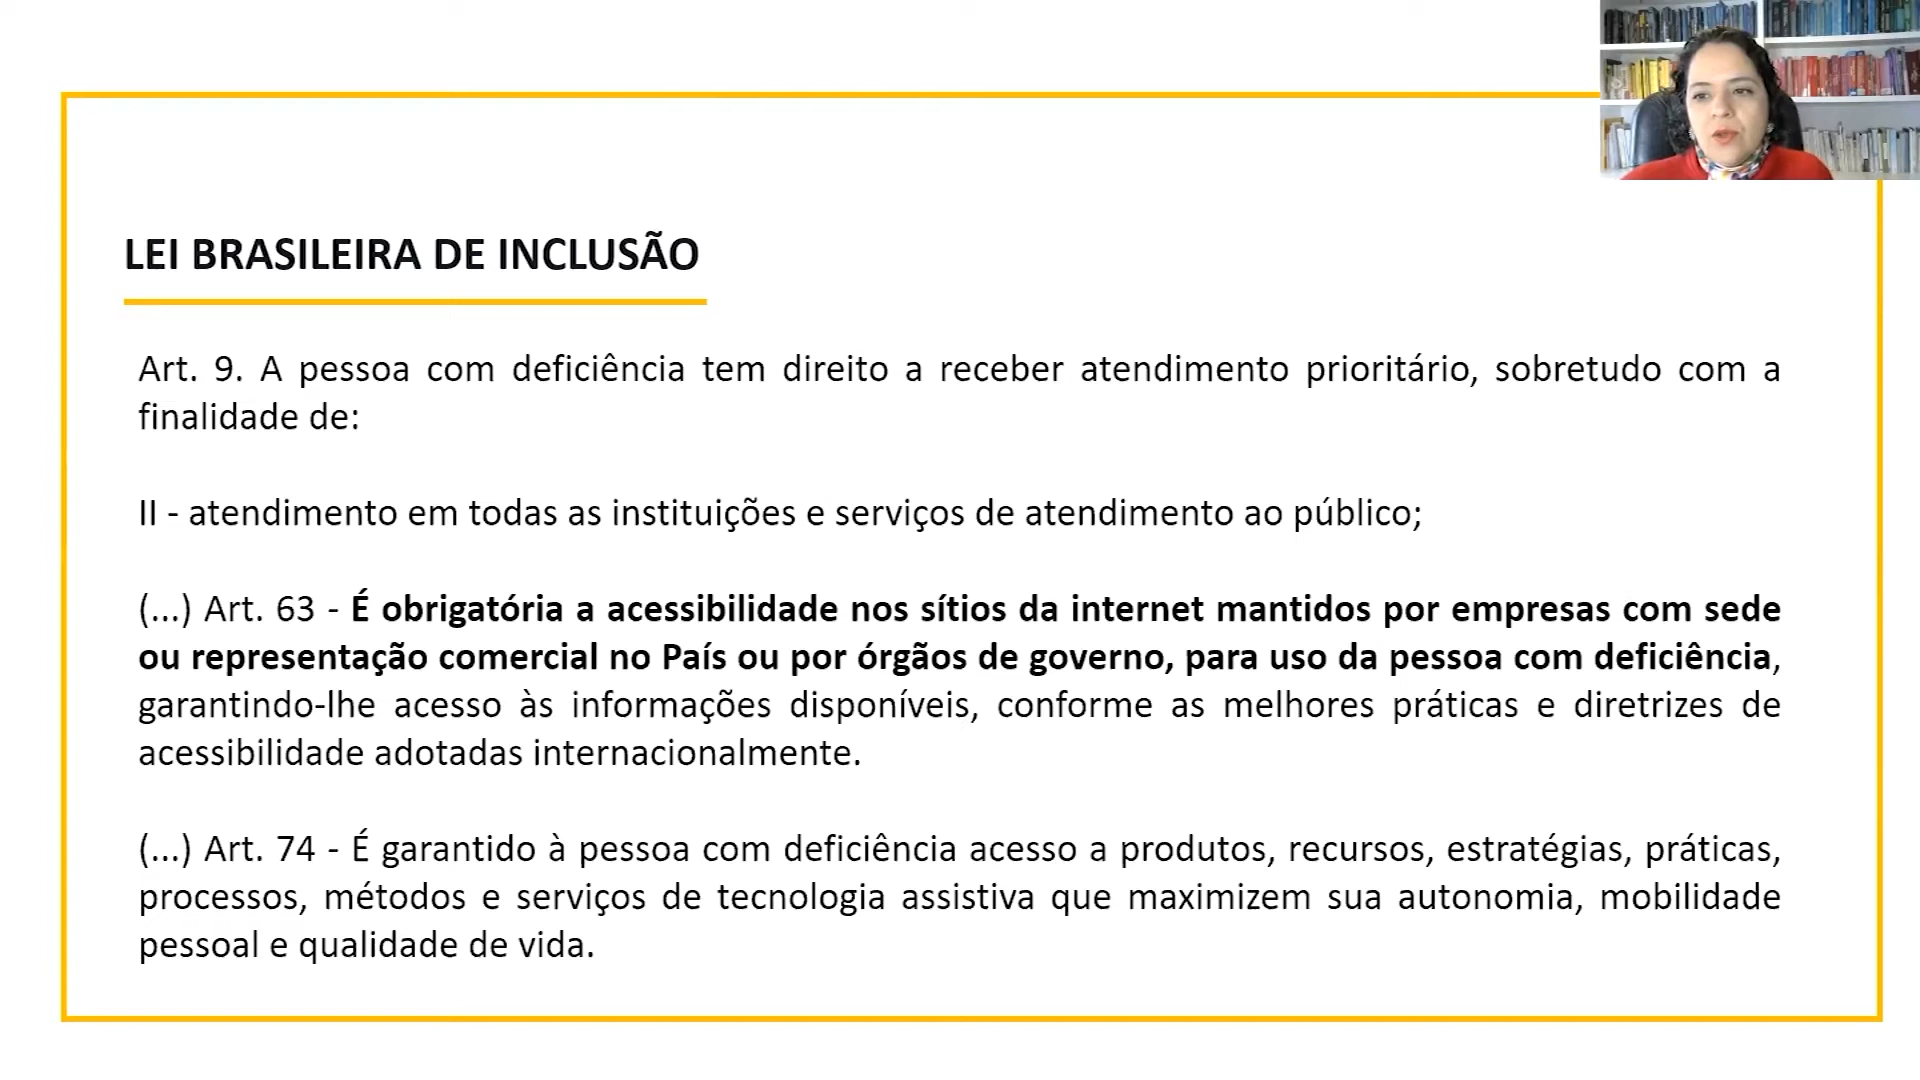 LEI BRASILEIRA DE INCLUSÃO
Art. 9. A pessoa com deficiência tem direito a receber atendimento prioritário, sobretudo com a
finalidade de:
II - atendimento em todas as instituições e serviços de atendimento ao público;
(...) Art. 63 - É obrigatória a acessibilidade nos sítios da internet mantidos por empresas com sede
ou representação comercial no País ou por órgãos de governo, para uso da pessoa com deficiência,
garantindo-lhe acesso às informações disponíveis, conforme as melhores práticas e diretrizes de
acessibilidade adotadas internacionalmente.
(...) Art. 74 - É garantido à pessoa com deficiência acesso a produtos, recursos, estratégias, práticas,
processos, métodos e serviços de tecnologia assistiva que maximizem sua autonomia, mobilidade
pessoal e qualidade de vida.